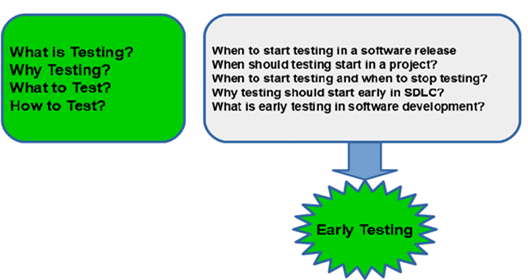 What is Testing?
Why Testing?
What to Test?
How to Test?
When to start testing in a software release
When should testing start in a project?
When to start testing and when to stop testing?
Why testing should start early in SDLC?
What is early testing in software development?
Early Testing